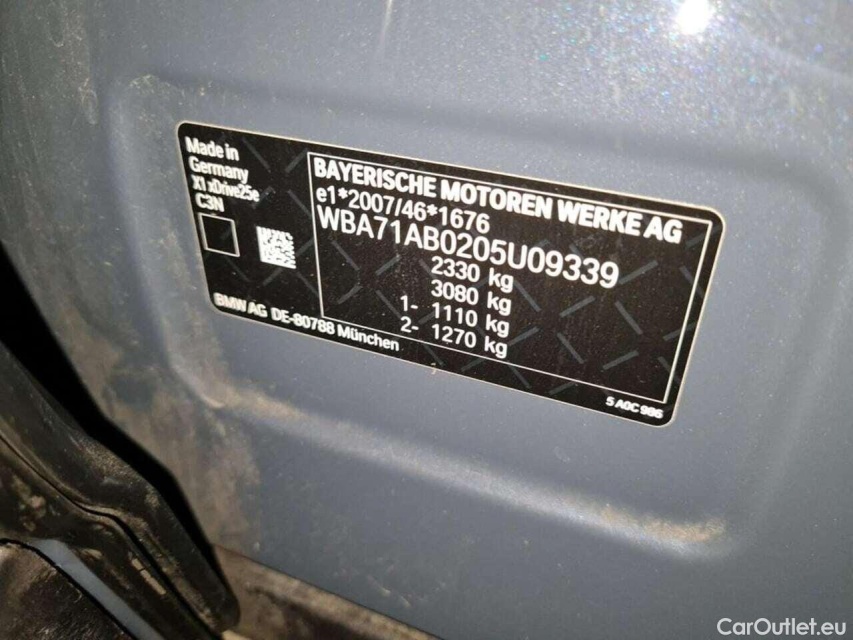 Made in
Germany
X1 xDrive25e
C3N
BAYERISCHE MOTOREN WERKE AG
e1*2007/46*1676
WBA71AB0205U09339
2330 kg
3080 kg
1- 1110 kg
2- 1270 kg
BMW AG DE-80788 München
5 A0C 986
CarOutlet.eu